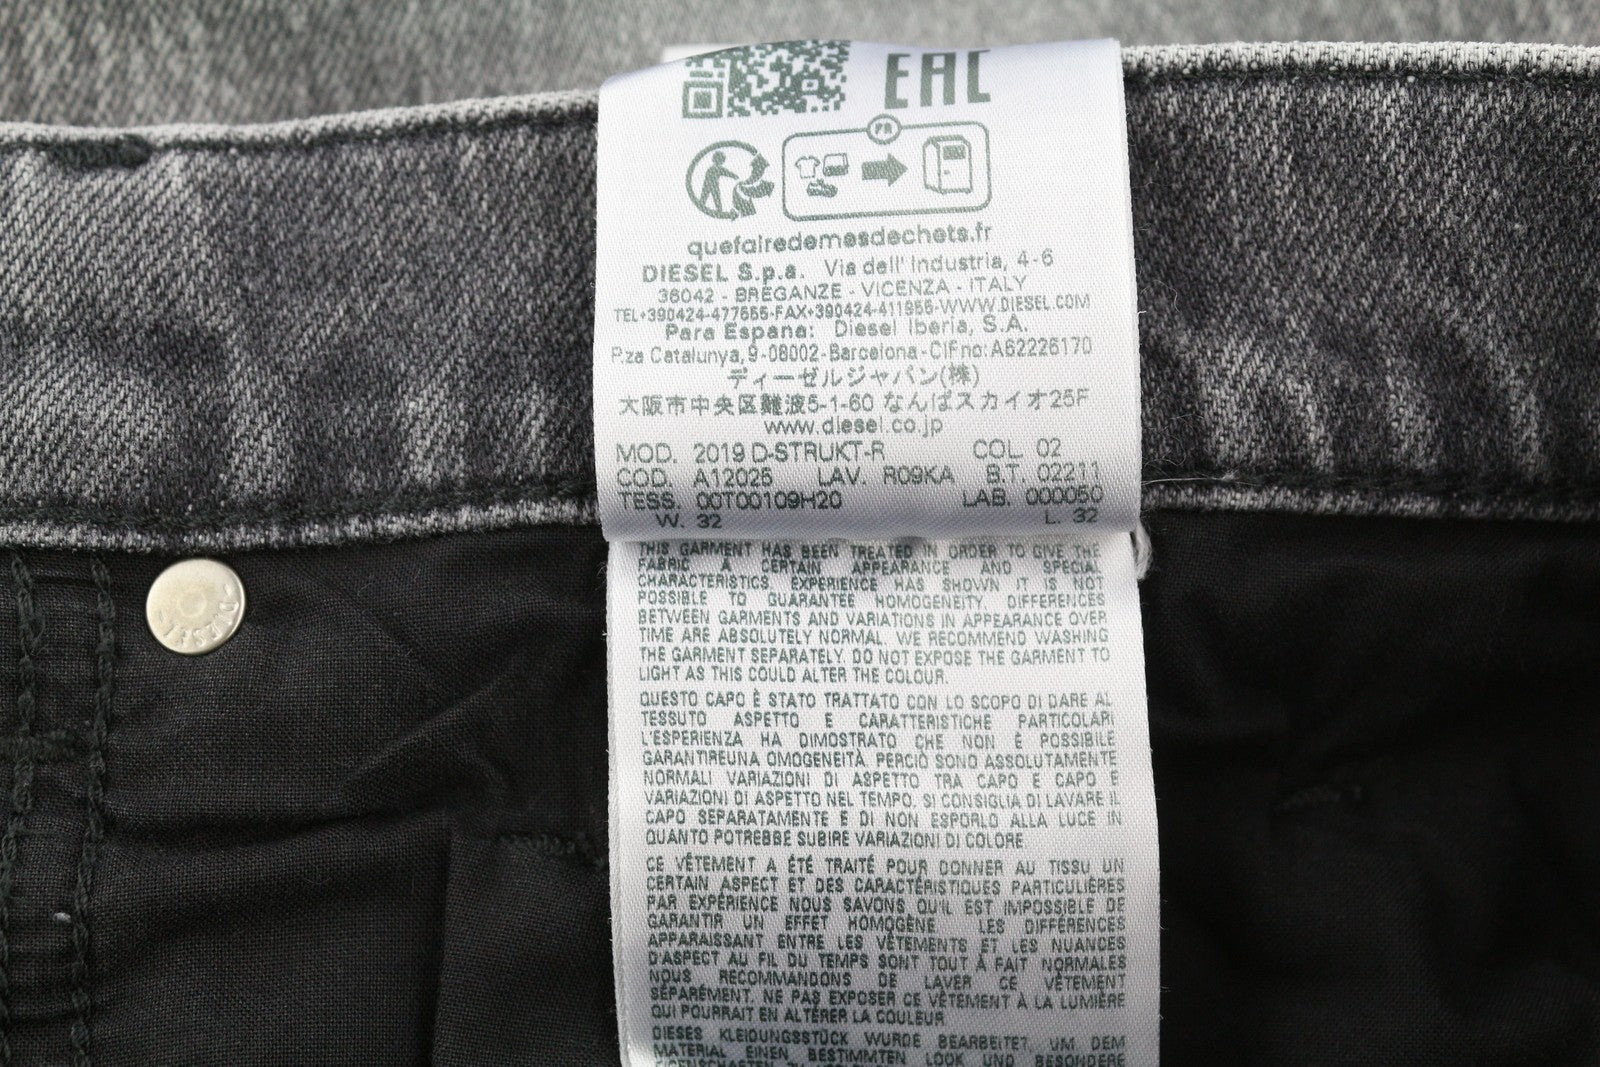 EAC
FR
quefairedemesdechets.fr
DIESEL S.p.a. Via dell' Industria, 4-6
36042 - BREGANZE - VICENZA - ITALY
TEL+390424-477555-FAX+390424-411955-WWW.DIESEL.COM
Para Espana: Diesel Iberia, S.A.
P.za Catalunya, 9-08002-Barcelona-CIF no: A62226170
ディーゼルジャパン(株)
大阪市中央区難波5-1-60 なんばスカイオ25F
www.diesel.co.jp
MOD. 2019 D-STRUKT-R COL 02
COD. A12025 LAV. R09KA B.T. 02211
TESS. 00T00109H20 LAB. 000050
W. 32 L. 32
THIS GARMENT HAS BEEN TREATED IN ORDER TO GIVE THE
FABRIC A CERTAIN APPEARANCE AND SPECIAL
CHARACTERISTICS. EXPERIENCE HAS SHOWN IT IS NOT
POSSIBLE TO GUARANTEE HOMOGENEITY. DIFFERENCES
BETWEEN GARMENTS AND VARIATIONS IN APPEARANCE OVER
TIME ARE ABSOLUTELY NORMAL. WE RECOMMEND WASHING
THE GARMENT SEPARATELY. DO NOT EXPOSE THE GARMENT TO
LIGHT AS THIS COULD ALTER THE COLOUR.
QUESTO CAPO È STATO TRATTATO CON LO SCOPO DI DARE AL
TESSUTO ASPETTO E CARATTERISTICHE PARTICOLARI
L'ESPERIENZA HA DIMOSTRATO CHE NON È POSSIBILE
GARANTIREUNA OMOGENEITÀ. PERCIÒ SONO ASSOLUTAMENTE
NORMALI VARIAZIONI DI ASPETTO TRA CAPO E CAPO E
VARIAZIONI DI ASPETTO NEL TEMPO. SI CONSIGLIA DI LAVARE IL
CAPO SEPARATAMENTE E DI NON ESPORLO ALLA LUCE IN
QUANTO POTREBBE SUBIRE VARIAZIONI DI COLORE
CE VÊTEMENT A ÉTÉ TRAITÉ POUR DONNER AU TISSU UN
CERTAIN ASPECT ET DES CARACTÉRISTIQUES PARTICULIÈRES
PAR EXPÉRIENCE NOUS SAVONS QU'IL EST IMPOSSIBLE DE
GARANTIR UN EFFET HOMOGÈNE LES DIFFÉRENCES
APPARAISSANT ENTRE LES VÊTEMENTS ET LES NUANCES
D'ASPECT AU FIL DU TEMPS SONT TOUT À FAIT NORMALES
NOUS RECOMMANDONS DE LAVER CE VÊTEMENT
SÉPARÉMENT. NE PAS EXPOSER CE VÊTEMENT À LA LUMIÈRE
QUI POURRAIT EN ALTÉRER LA COULEUR
DIESES KLEIDUNGSSTÜCK WURDE BEARBEITET, UM DEM
MATERIAL EINEN BESTIMMTEN LOOK UND BESONDERE
DIESEL